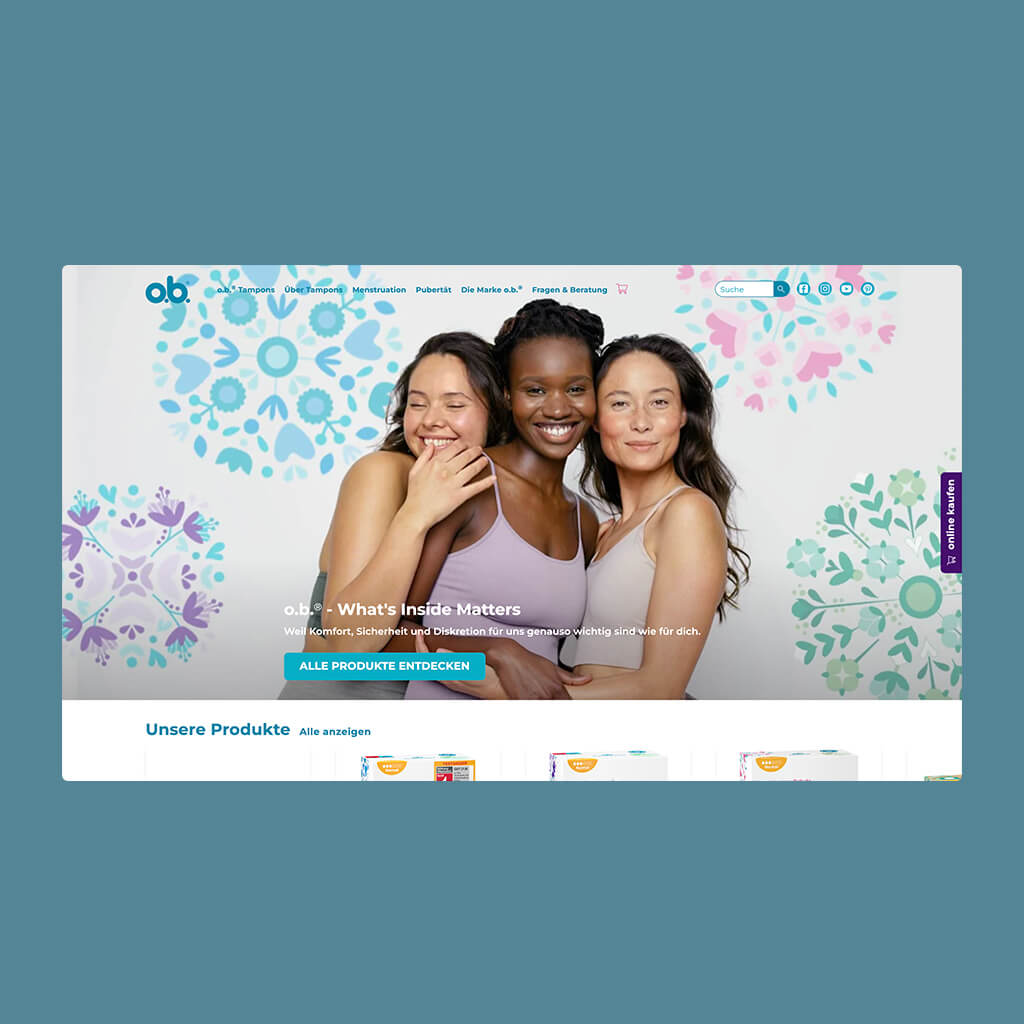 o.b.
o.b.® Tampons Über Tampons Menstruation Pubertät Die Marke o.b.® Fragen & Beratung
Suche
online kaufen
o.b.® - What's Inside Matters
Weil Komfort, Sicherheit und Diskretion für uns genauso wichtig sind wie für dich.
ALLE PRODUKTE ENTDECKEN
Unsere Produkte Alle anzeigen